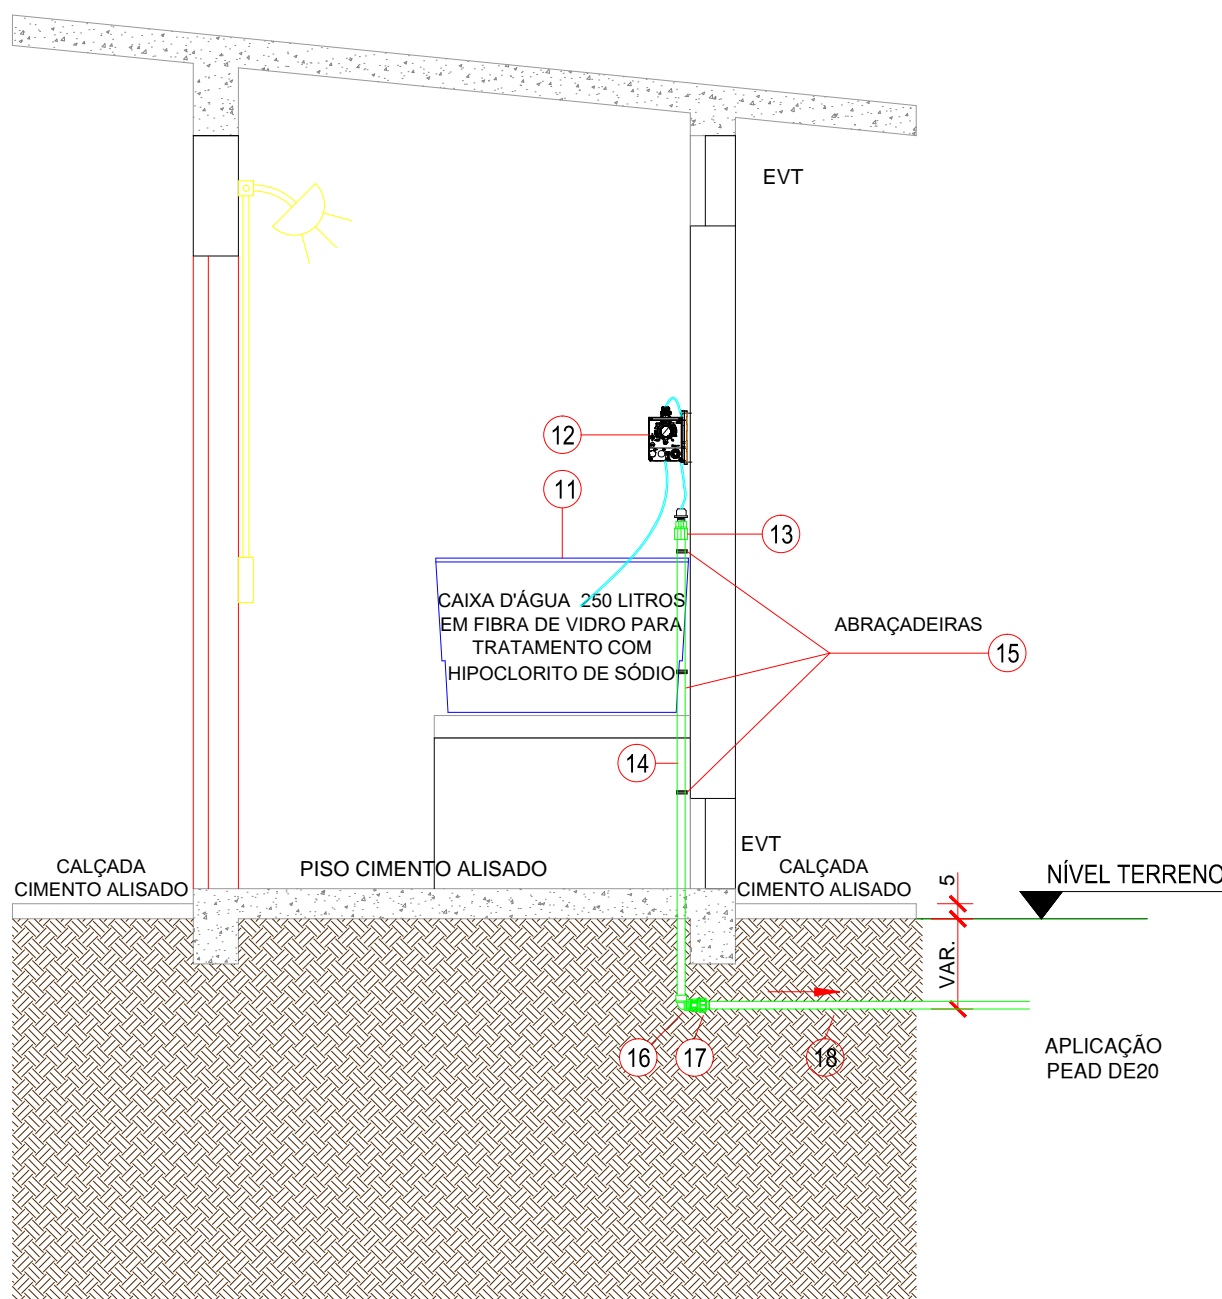 EVT
12
11
13
CAIXA D'ÁGUA 250 LITROS
EM FIBRA DE VIDRO PARA
TRATAMENTO COM
HIPOCLORITO DE SÓDIO
ABRAÇADEIRAS
15
14
EVT
CALÇADA
CIMENTO ALISADO
PISO CIMENTO ALISADO
CALÇADA
CIMENTO ALISADO
5
NÍVEL TERRENO
VAR.
16
17
18
APLICAÇÃO
PEAD DE20